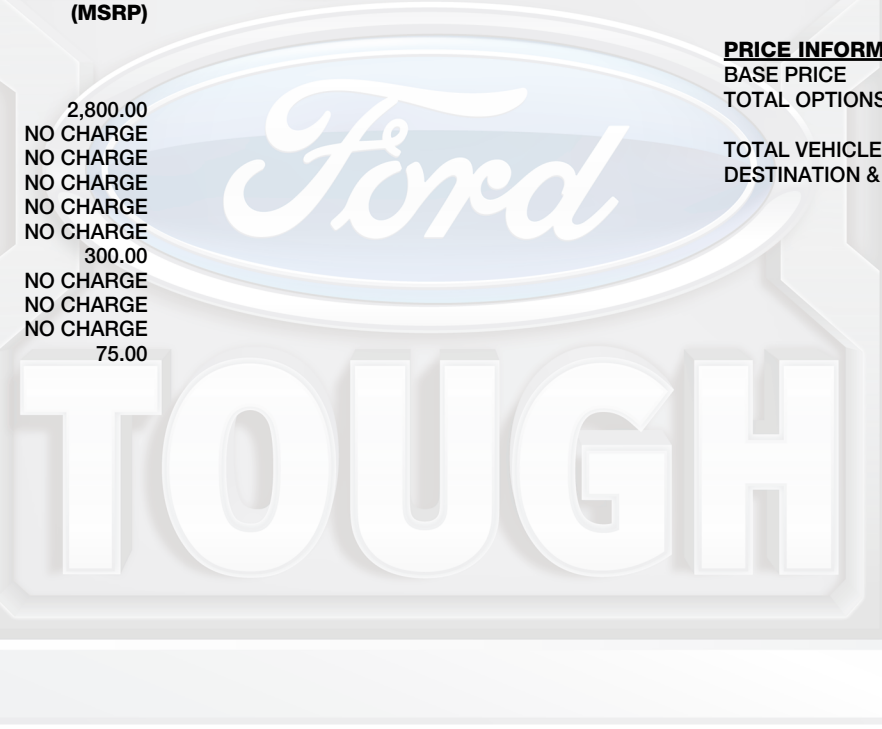 (MSRP)
2,800.00
NO CHARGE
NO CHARGE
NO CHARGE
NO CHARGE
NO CHARGE
300.00
NO CHARGE
NO CHARGE
NO CHARGE
75.00
PRICE INFORM
BASE PRICE
TOTAL OPTIONS
TOTAL VEHICLE
DESTINATION &
Ford
TOUGH